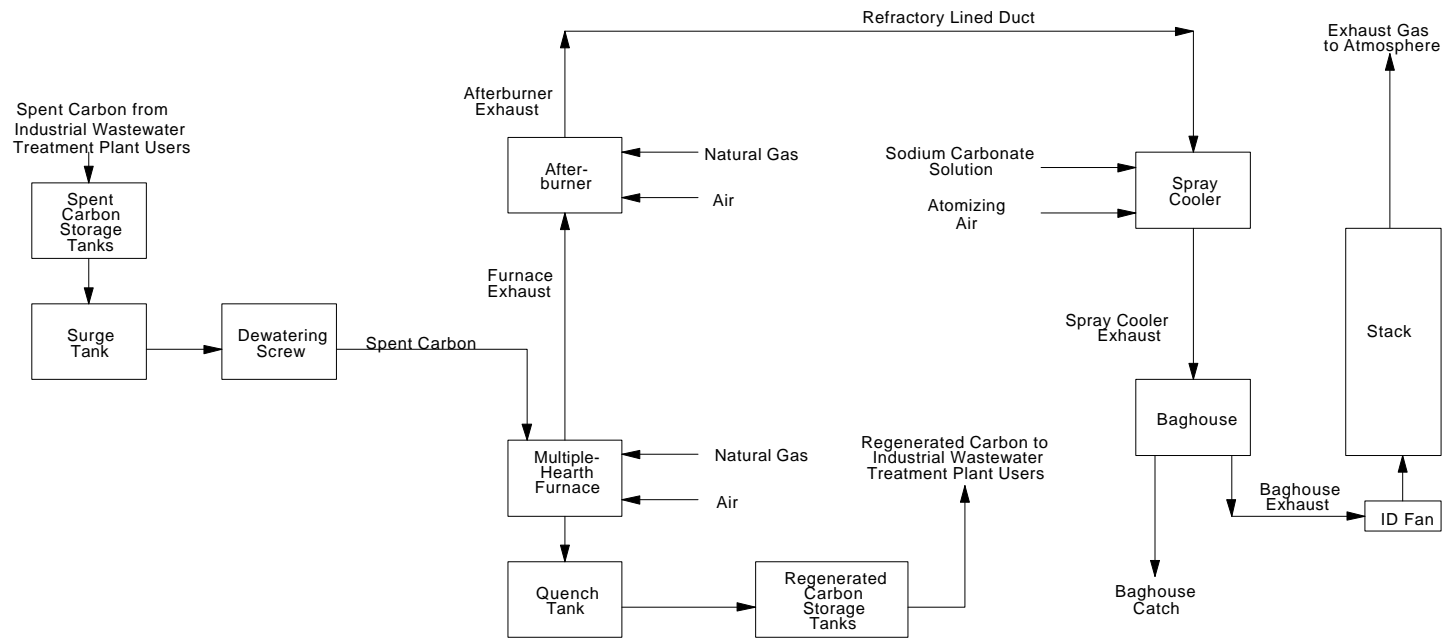 Refractory Lined Duct
Exhaust Gas
to Atmosphere
Afterburner
Exhaust
Spent Carbon from
Industrial Wastewater
Treatment Plant Users
After-
burner
Natural Gas
Air
Sodium Carbonate
Solution
Atomizing
Air
Spray
Cooler
Spent
Carbon
Storage
Tanks
Furnace
Exhaust
Spray Cooler
Exhaust
Stack
Surge
Tank
Dewatering
Screw
Spent Carbon
Baghouse
Multiple-
Hearth
Furnace
Natural Gas
Air
Regenerated Carbon to
Industrial Wastewater
Treatment Plant Users
Baghouse
Exhaust
ID Fan
Quench
Tank
Regenerated
Carbon
Storage
Tanks
Baghouse
Catch